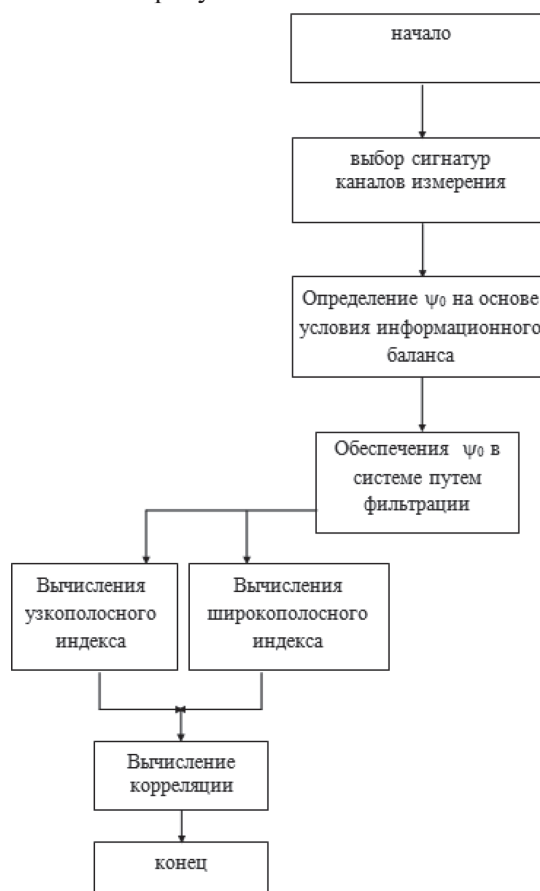 начало
выбор сигнатур
каналов измерения
Определение ψ₀ на основе
условия информационного
баланса
Обеспечения ψ₀ в
системе путем
фильтрации
Вычисления
узкополосного
индекса
Вычисления
широкополосного
индекса
Вычисление
корреляции
конец